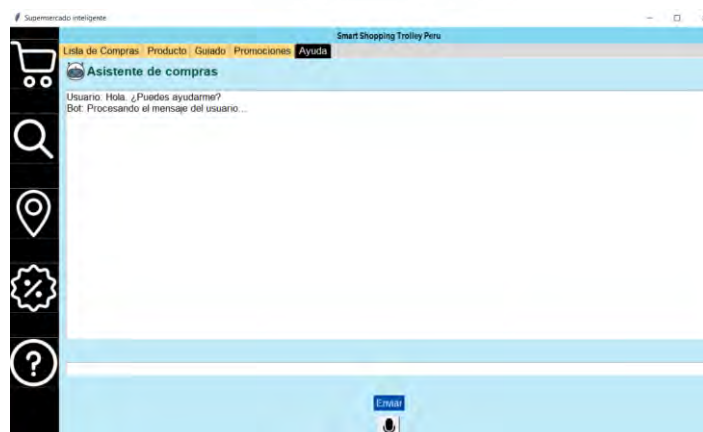 Supermercado inteligente
Smart Shopping Trolley Peru
Lista de Compras Producto Guiado Promociones Ayuda
Asistente de compras
Usuario: Hola. ¿Puedes ayudarme?
Bot: Procesando el mensaje del usuario...
Enviar